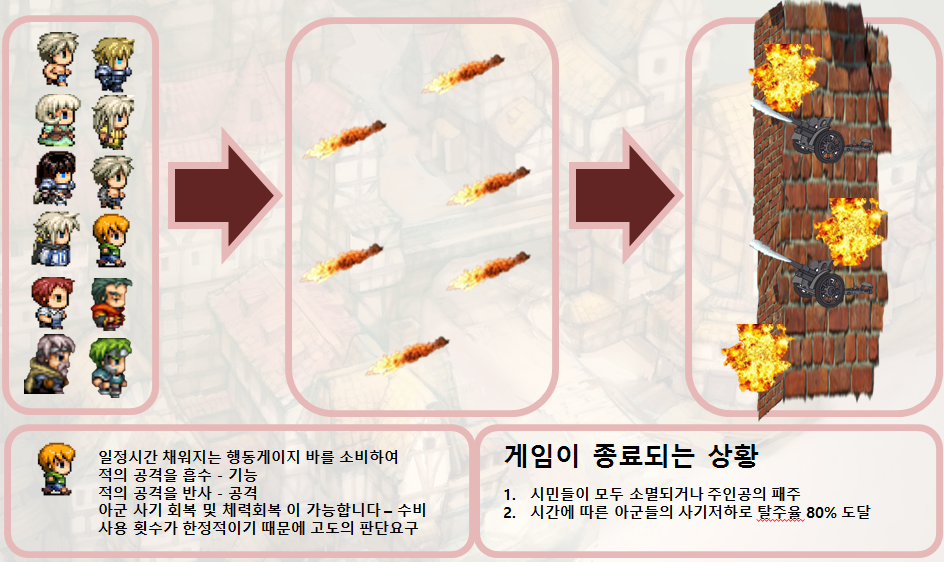 일정시간 채워지는 행동게이지 바를 소비하여
적의 공격을 흡수 - 기능
적의 공격을 반사 - 공격
아군 사기 회복 및 체력회복 이 가능합니다 – 수비
사용 횟수가 한정적이기 때문에 고도의 판단요구
게임이 종료되는 상황
1. 시민들이 모두 소멸되거나 주인공의 패주
2. 시간에 따른 아군들의 사기저하로 탈주율 80% 도달